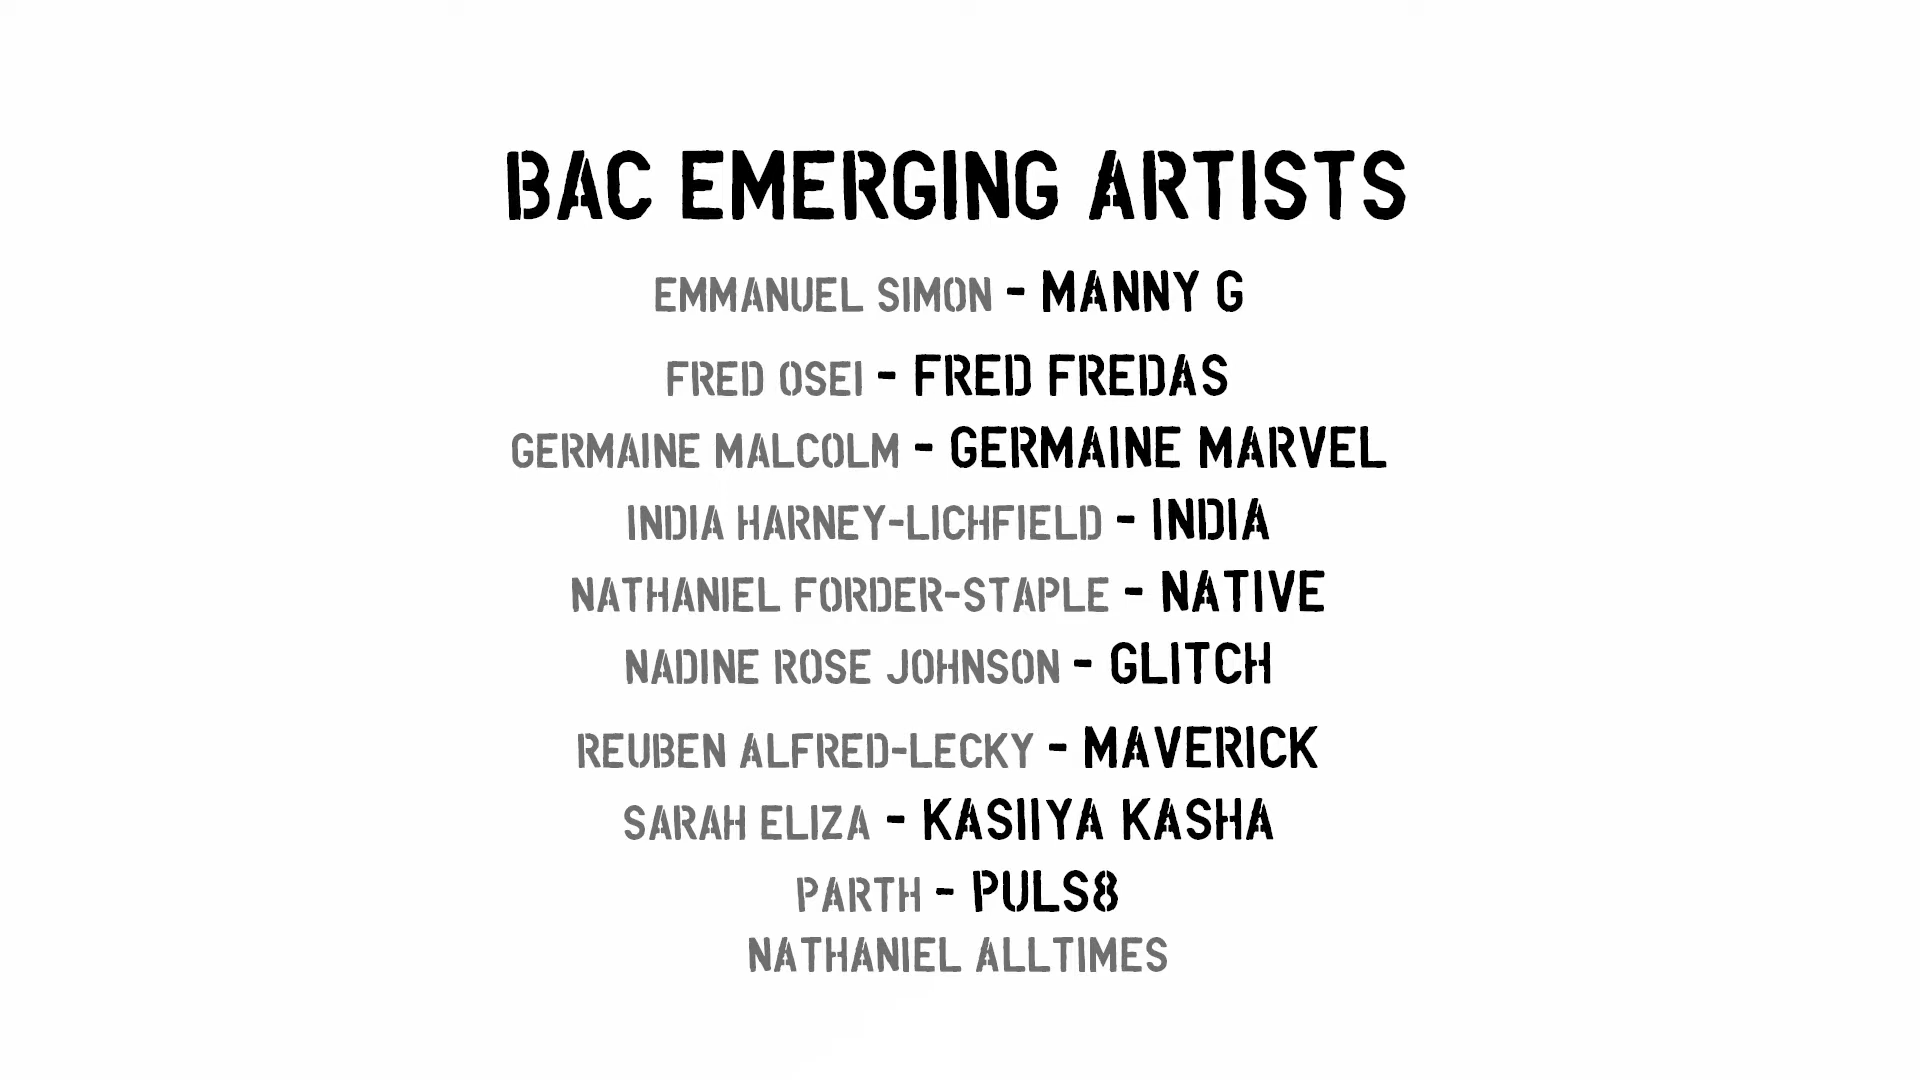 BAC EMERGING ARTISTS
EMMANUEL SIMON - MANNY G
FRED OSEI - FRED FREDAS
GERMAINE MALCOLM - GERMAINE MARVEL
INDIA HARNEY-LICHFIELD - INDIA
NATHANIEL FORDER-STAPLE - NATIVE
NADINE ROSE JOHNSON - GLITCH
REUBEN ALFRED-LECKY - MAVERICK
SARAH ELIZA - KASIIYA KASHA
PARTH - PULS8
NATHANIEL ALLTIMES